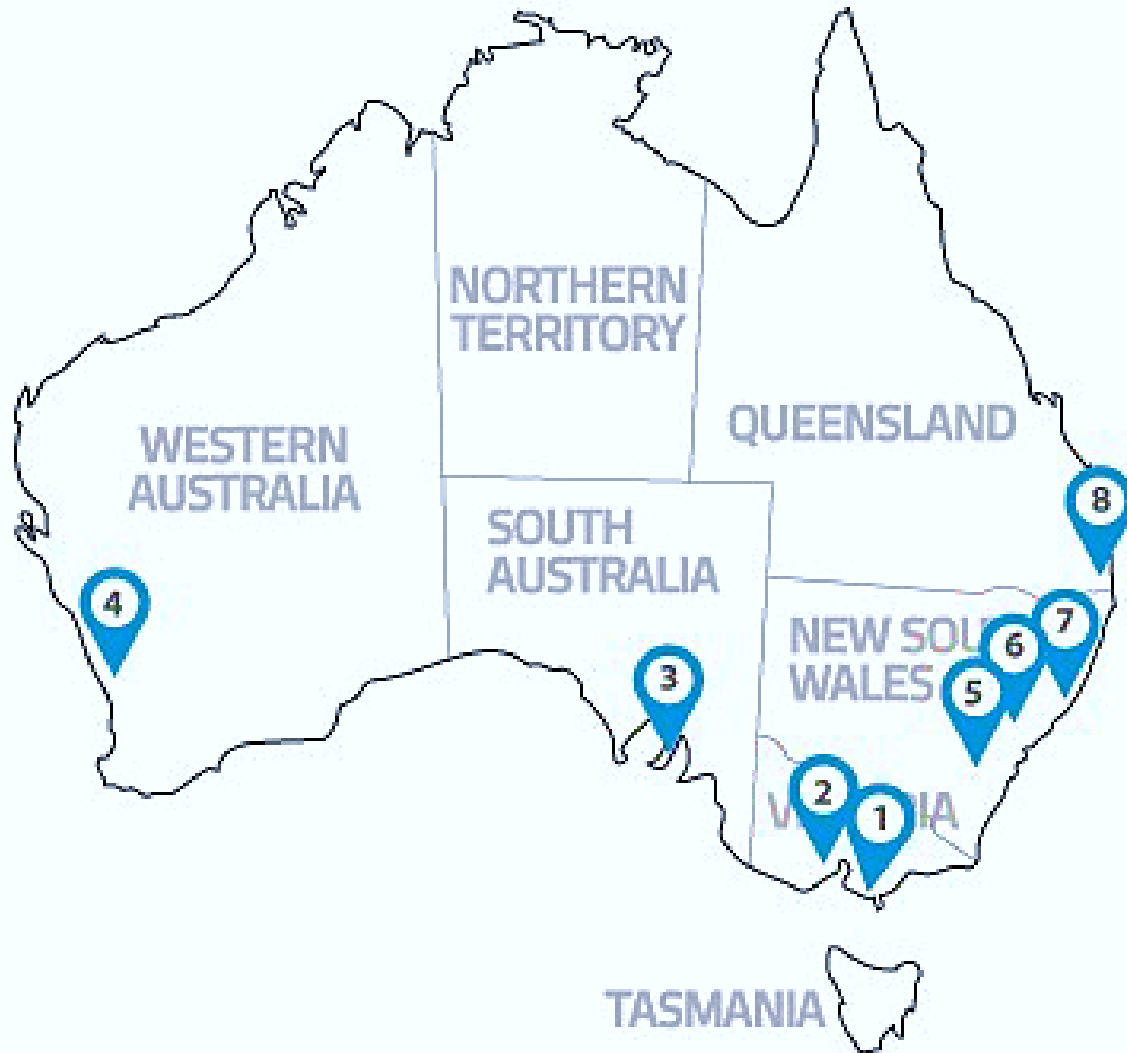 NORTHERN
TERRITORY
QUEENSLAND
WESTERN
AUSTRALIA
8
SOUTH
AUSTRALIA
4
7
NEW SOU
6
WALES
3
5
2
V
1
IA
TASMANIA